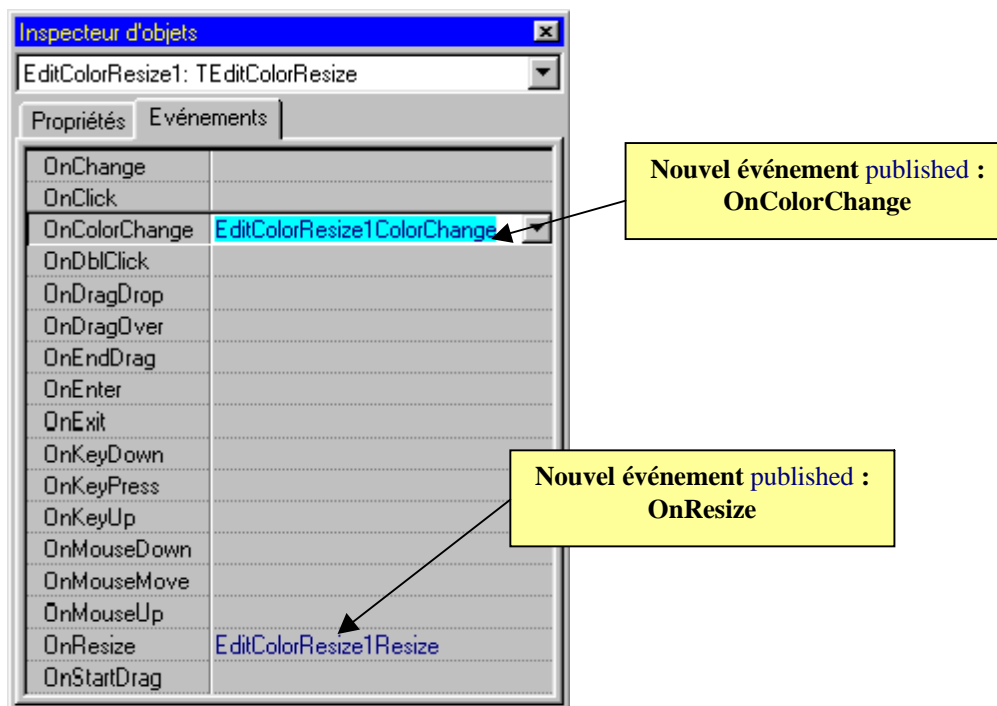 Inspecteur d'objets
EditColorResize1: TEditColorResize
Propriétés Evénements
OnChange
OnClick
OnColorChange EditColorResize1ColorChange
OnDblClick
OnDragDrop
OnDragOver
OnEndDrag
OnEnter
OnExit
OnKeyDown
OnKeyPress
OnKeyUp
OnMouseDown
OnMouseMove
OnMouseUp
OnResize EditColorResize1Resize
OnStartDrag
Nouvel événement published :
OnColorChange
Nouvel événement published :
OnResize